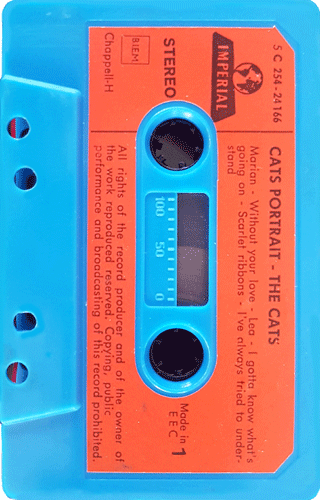 IMPERIAL
5 C 254-24166
CATS PORTRAIT - THE CATS
Marian - Without your love - Lea - I gotta know what's
going on - Scarlet ribbons - I've always tried to under-
stand
STEREO
BIEM
Chappell-H
100 50 0
Made in
EEC
1
All rights of the record producer and of the owner of
the work reproduced reserved. Copying, public
performance and broadcasting of this record prohibited.